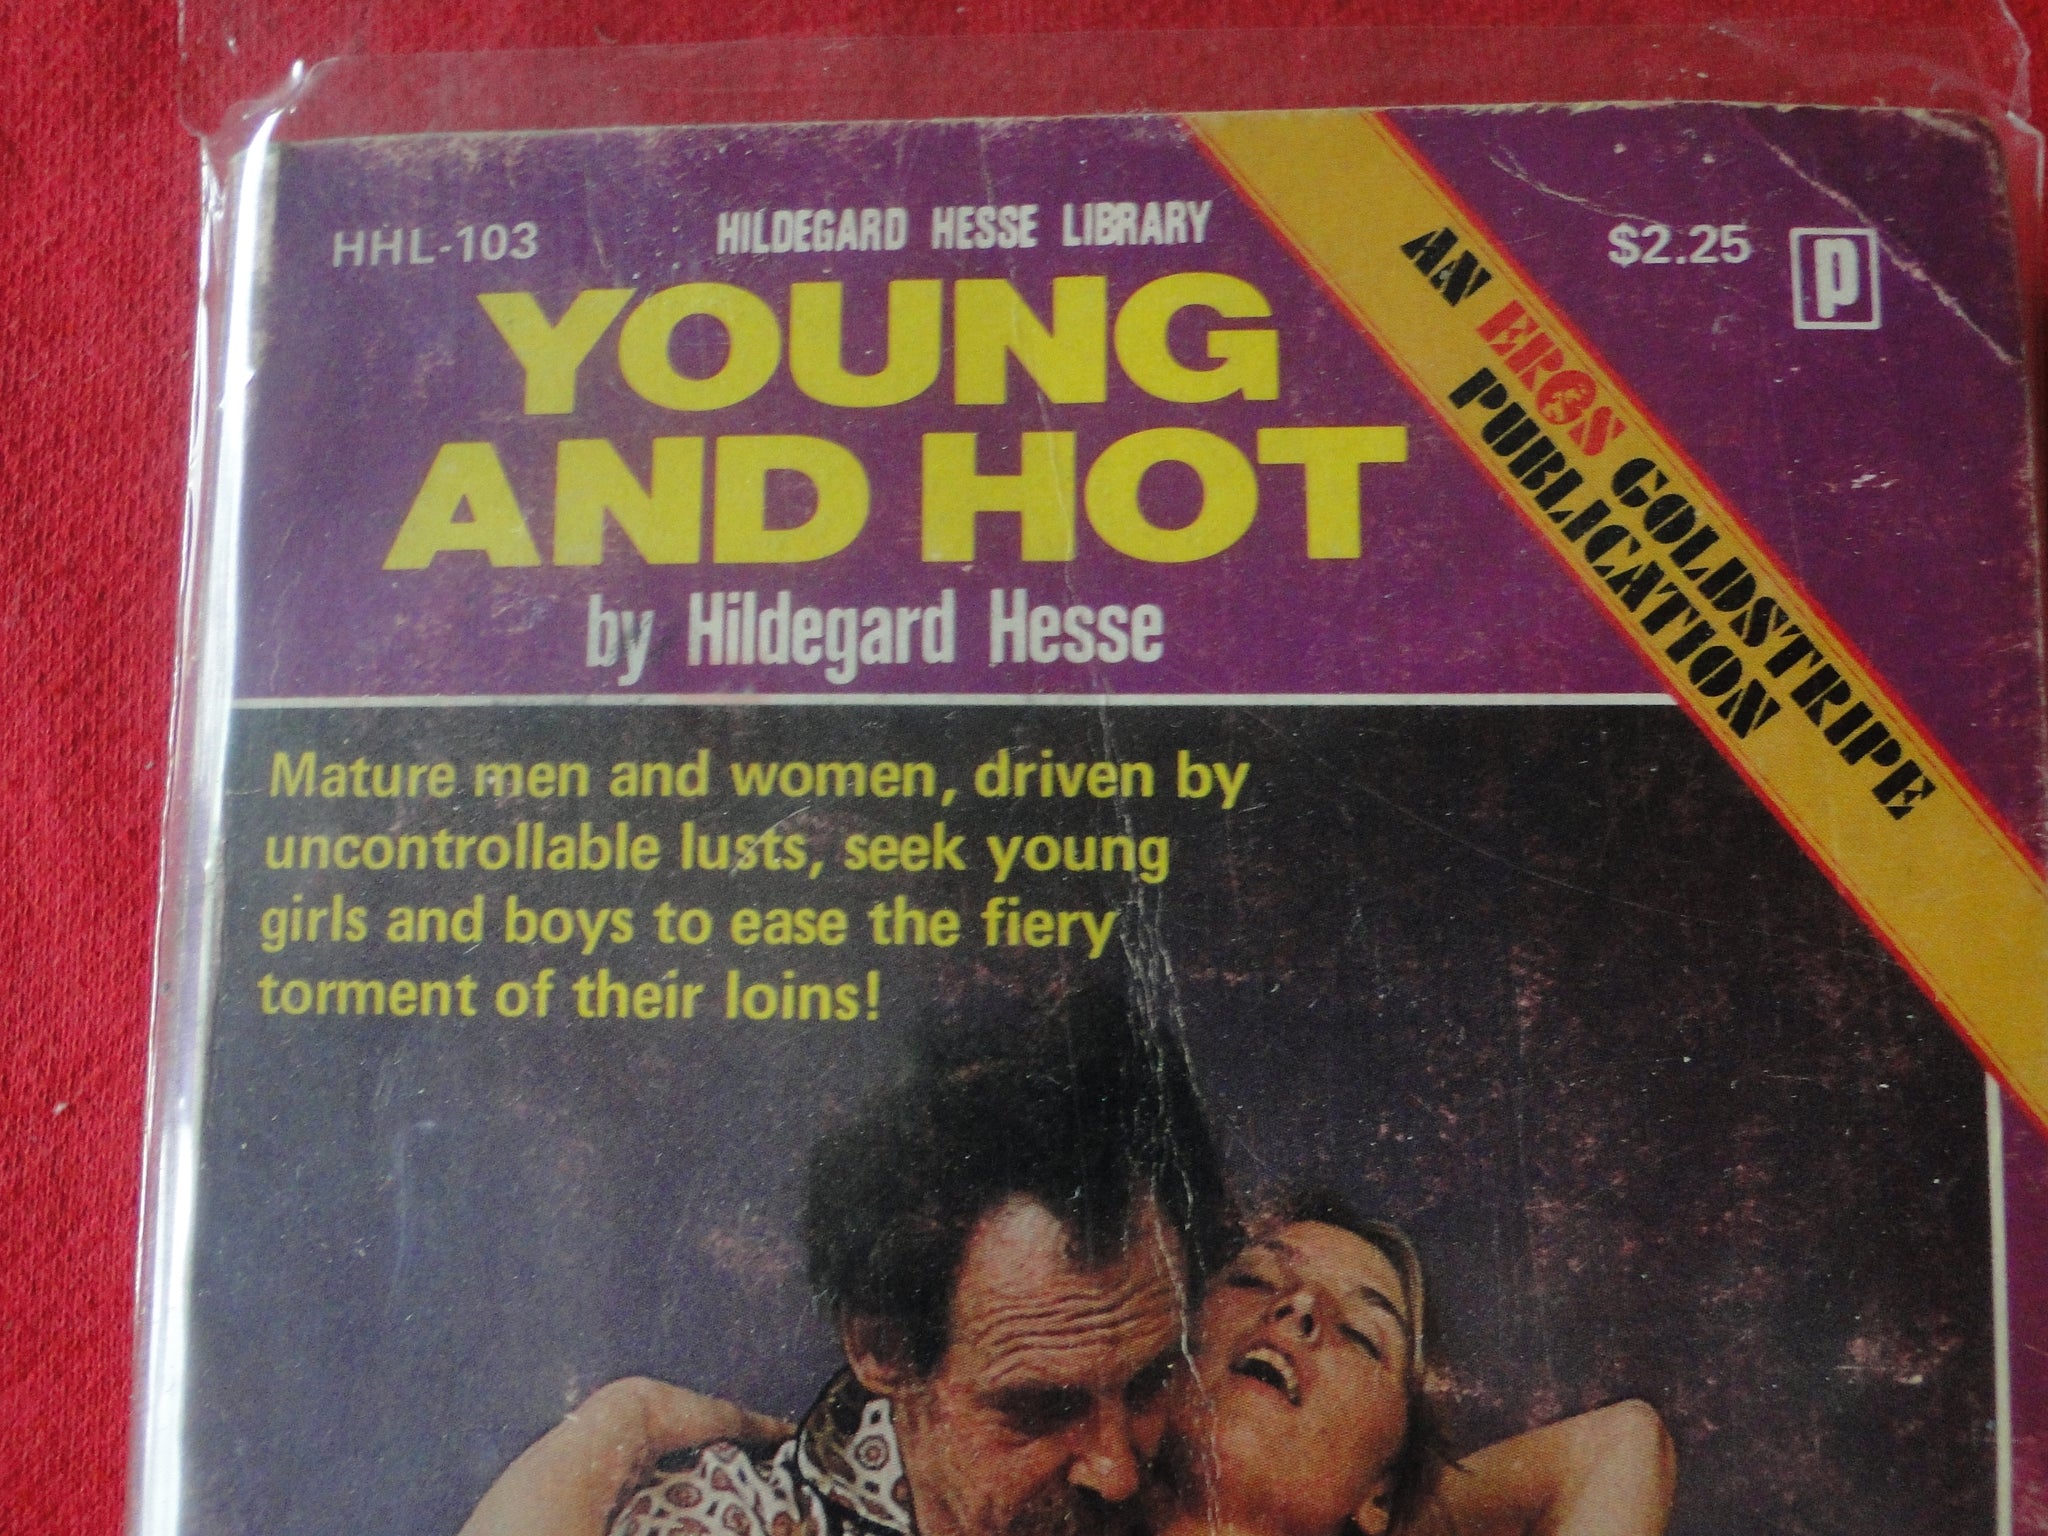 HHL-103
HILDEGARD HESSE LIBRARY
$2.25
p
AN EROS GOLDSTRIPE
PUBLICATION
YOUNG
AND HOT
by Hildegard Hesse
Mature men and women, driven by
uncontrollable lusts, seek young
girls and boys to ease the fiery
torment of their loins!